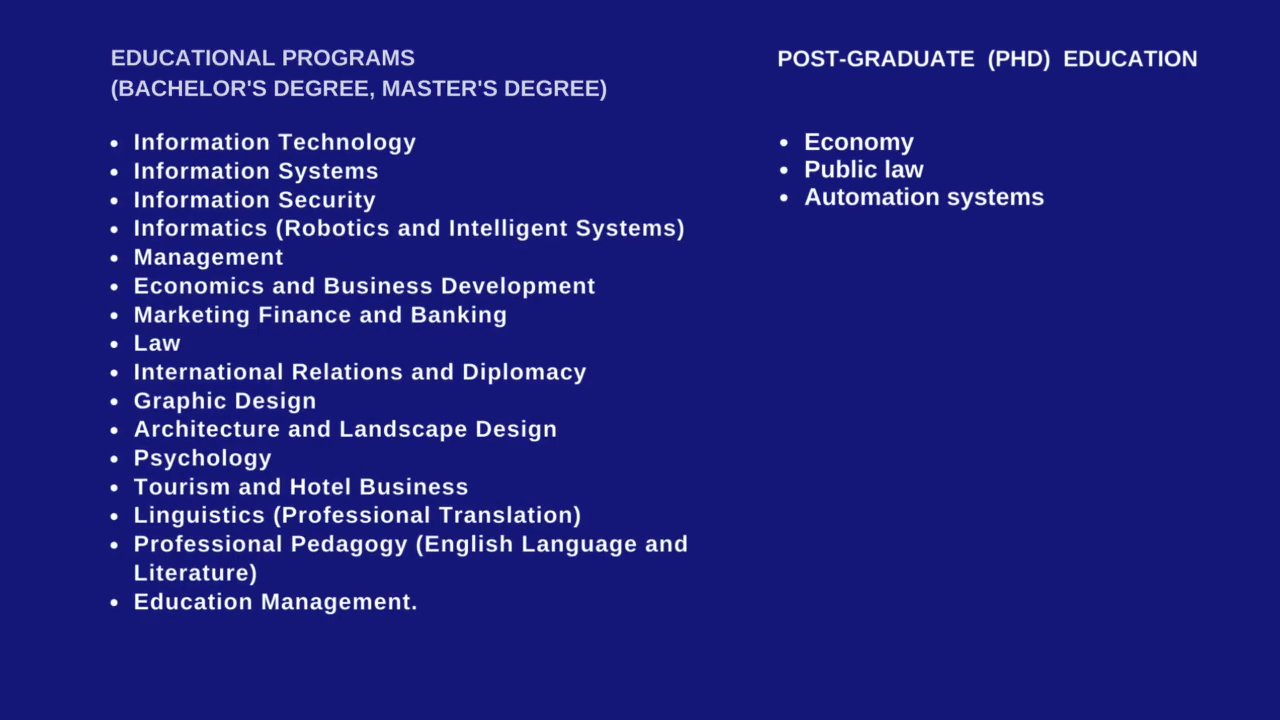 EDUCATIONAL PROGRAMS
(BACHELOR'S DEGREE, MASTER'S DEGREE)
• Information Technology
• Information Systems
• Information Security
• Informatics (Robotics and Intelligent Systems)
• Management
• Economics and Business Development
• Marketing Finance and Banking
• Law
• International Relations and Diplomacy
• Graphic Design
• Architecture and Landscape Design
• Psychology
• Tourism and Hotel Business
• Linguistics (Professional Translation)
• Professional Pedagogy (English Language and
Literature)
• Education Management.
POST-GRADUATE (PHD) EDUCATION
• Economy
• Public law
• Automation systems